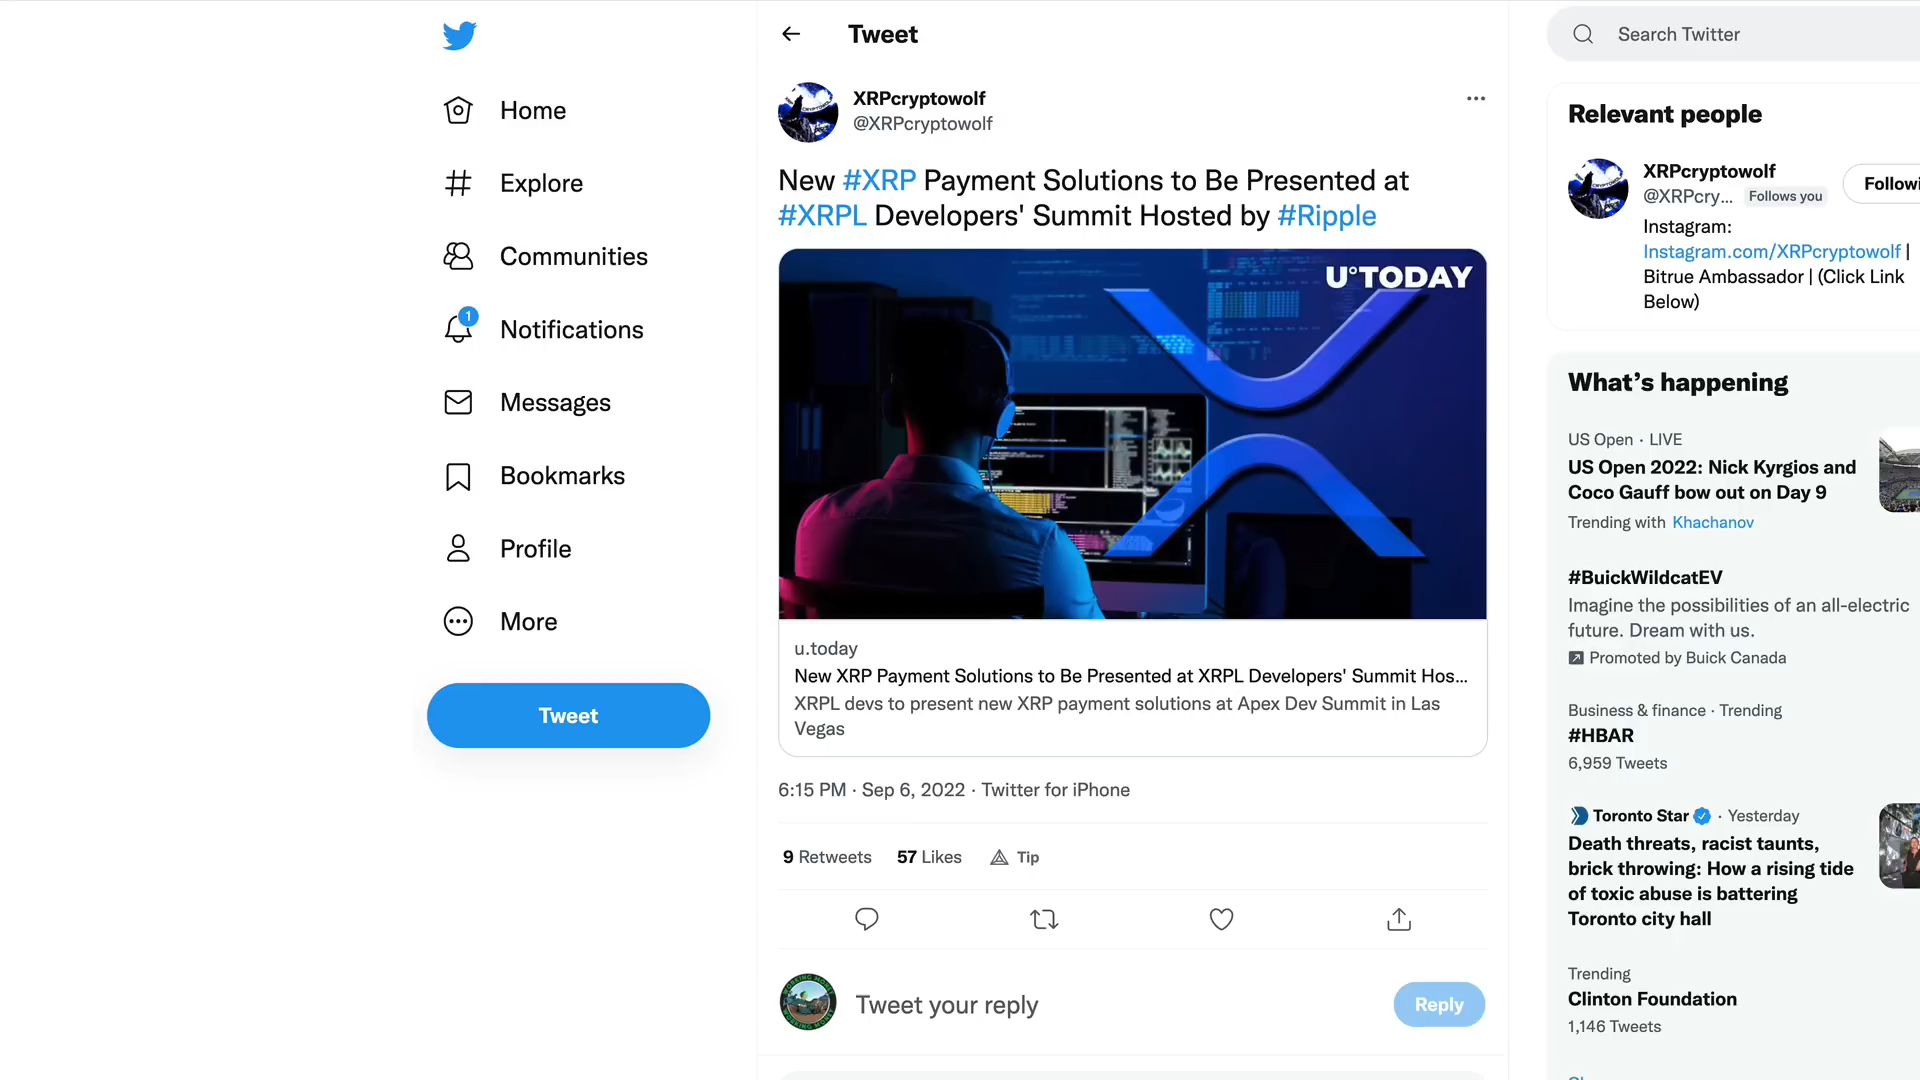 Home
Explore
Communities
1
Notifications
Messages
Bookmarks
Profile
More
Tweet
Tweet
XRPcryptowolf
@XRPcryptowolf
New #XRP Payment Solutions to Be Presented at
#XRPL Developers' Summit Hosted by #Ripple
U°TODAY
u.today
New XRP Payment Solutions to Be Presented at XRPL Developers' Summit Hos...
XRPL devs to present new XRP payment solutions at Apex Dev Summit in Las
Vegas
6:15 PM · Sep 6, 2022 · Twitter for iPhone
9 Retweets 57 Likes Tip
Tweet your reply
Reply
Search Twitter
Relevant people
XRPcryptowolf
@XRPcry... Follows you
Followi
Instagram:
Instagram.com/XRPcryptowolf |
Bitrue Ambassador | (Click Link
Below)
What's happening
US Open · LIVE
US Open 2022: Nick Kyrgios and
Coco Gauff bow out on Day 9
Trending with Khachanov
#BuickWildcatEV
Imagine the possibilities of an all-electric
future. Dream with us.
Promoted by Buick Canada
Business & finance · Trending
#HBAR
6,959 Tweets
Toronto Star · Yesterday
Death threats, racist taunts,
brick throwing: How a rising tide
of toxic abuse is battering
Toronto city hall
Trending
Clinton Foundation
1,146 Tweets